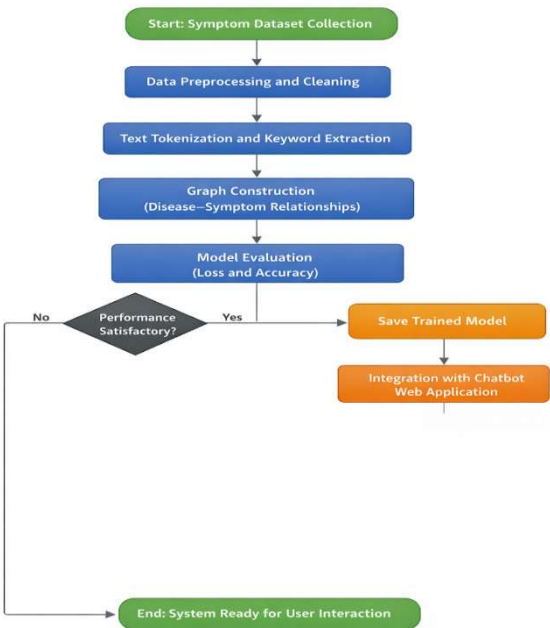 Start: Symptom Dataset Collection
Data Preprocessing and Cleaning
Text Tokenization and Keyword Extraction
Graph Construction
(Disease–Symptom Relationships)
Model Evaluation
(Loss and Accuracy)
No
Performance
Satisfactory?
Yes
Save Trained Model
Integration with Chatbot
Web Application
End: System Ready for User Interaction